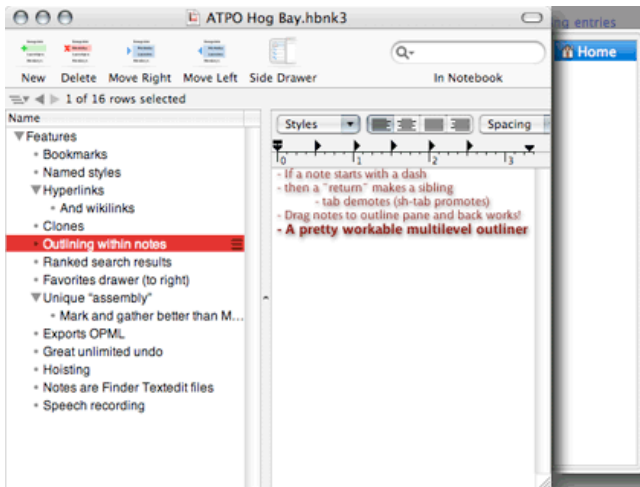 ATPO Hog Bay.hbnk3
ng entries
Home
New Delete Move Right Move Left Side Drawer In Notebook
1 of 16 rows selected
Name
Features
Bookmarks
Named styles
Hyperlinks
And wikilinks
Clones
Outlining within notes
Ranked search results
Favorites drawer (to right)
Unique "assembly"
Mark and gather better than M...
Exports OPML
Great unlimited undo
Hoisting
Notes are Finder Textedit files
Speech recording
Styles Spacing
0 1 2 3
- If a note starts with a dash
- then a "return" makes a sibling
- tab demotes (sh-tab promotes)
- Drag notes to outline pane and back works!
- A pretty workable multilevel outliner